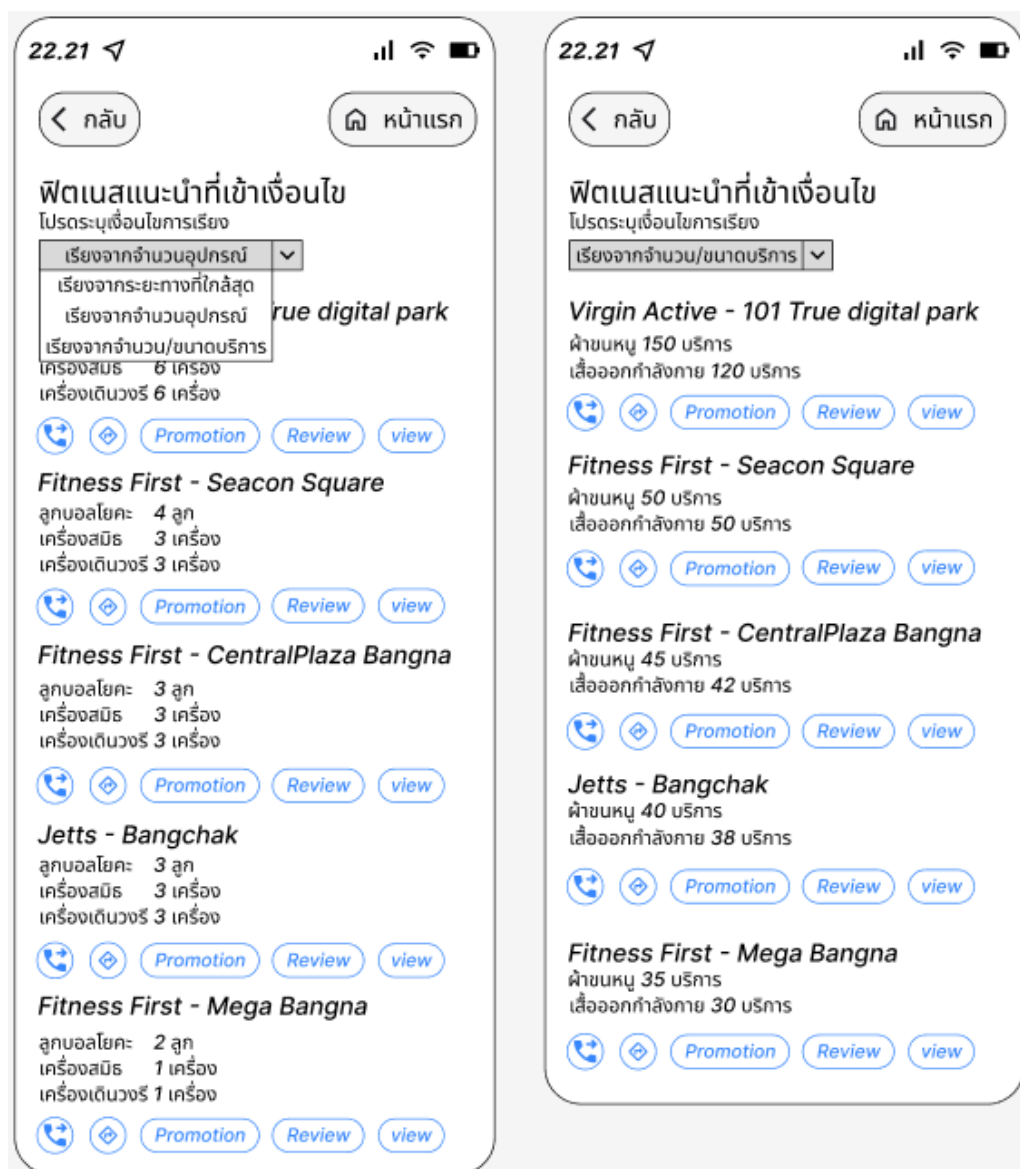 22.21
กลับ
หน้าแรก
ฟิตเนสแนะนำที่เข้าเงื่อนไข
โปรดระบุเงื่อนไขการเรียง
เรียงจากจำนวนอุปกรณ์
เรียงจากระยะทางที่ใกล้สุด
เรียงจากจำนวนอุปกรณ์
เรียงจากจำนวน/ขนาดบริการ
rue digital park
เครื่องสมิธ 6 เครื่อง
เครื่องเดินวงรี 6 เครื่อง
Promotion Review view
Fitness First - Seacon Square
ลูกบอลโยคะ 4 ลูก
เครื่องสมิธ 3 เครื่อง
เครื่องเดินวงรี 3 เครื่อง
Promotion Review view
Fitness First - CentralPlaza Bangna
ลูกบอลโยคะ 3 ลูก
เครื่องสมิธ 3 เครื่อง
เครื่องเดินวงรี 3 เครื่อง
Promotion Review view
Jetts - Bangchak
ลูกบอลโยคะ 3 ลูก
เครื่องสมิธ 3 เครื่อง
เครื่องเดินวงรี 3 เครื่อง
Promotion Review view
Fitness First - Mega Bangna
ลูกบอลโยคะ 2 ลูก
เครื่องสมิธ 1 เครื่อง
เครื่องเดินวงรี 1 เครื่อง
Promotion Review view
22.21
กลับ
หน้าแรก
ฟิตเนสแนะนำที่เข้าเงื่อนไข
โปรดระบุเงื่อนไขการเรียง
เรียงจากจำนวน/ขนาดบริการ
Virgin Active - 101 True digital park
ผ้าขนหนู 150 บริการ
เสื้อออกกำลังกาย 120 บริการ
Promotion Review view
Fitness First - Seacon Square
ผ้าขนหนู 50 บริการ
เสื้อออกกำลังกาย 50 บริการ
Promotion Review view
Fitness First - CentralPlaza Bangna
ผ้าขนหนู 45 บริการ
เสื้อออกกำลังกาย 42 บริการ
Promotion Review view
Jetts - Bangchak
ผ้าขนหนู 40 บริการ
เสื้อออกกำลังกาย 38 บริการ
Promotion Review view
Fitness First - Mega Bangna
ผ้าขนหนู 35 บริการ
เสื้อออกกำลังกาย 30 บริการ
Promotion Review view